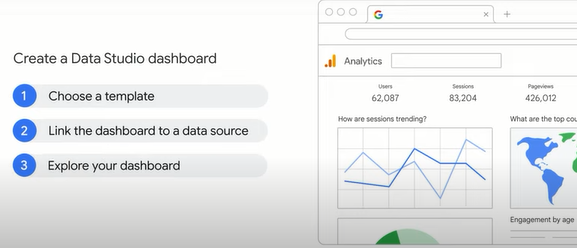 Create a Data Studio dashboard
1 Choose a template
2 Link the dashboard to a data source
3 Explore your dashboard
Analytics
Users Sessions Pageviews
62,087 83,204 426,012
How are sessions trending? What are the top cou
Engagement by age